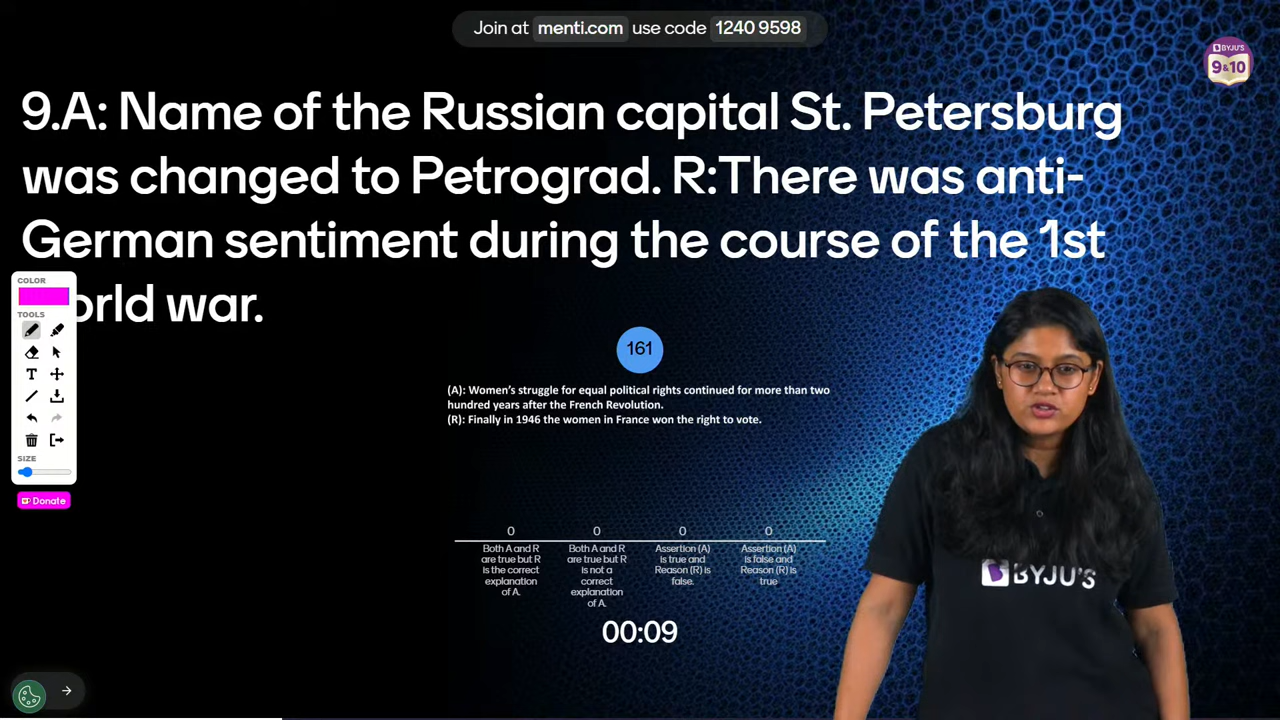 Join at menti.com use code 1240 9598
BYJU'S
9&10
9.A: Name of the Russian capital St. Petersburg
was changed to Petrograd. R:There was anti-
German sentiment during the course of the 1st
orld war.
COLOR
TOOLS
T
SIZE
Donate
161
(A): Women's struggle for equal political rights continued for more than two
hundred years after the French Revolution.
(R): Finally in 1946 the women in France won the right to vote.
0
0
0
0
Both A and R
are true but R
is the correct
explanation
of A.
Both A and R
are true but R
is not a
correct
explanation
of A.
Assertion (A)
is true and
Reason (R) is
false.
Assertion (A)
is false and
Reason (R) is
true
00:09
BYJU'S